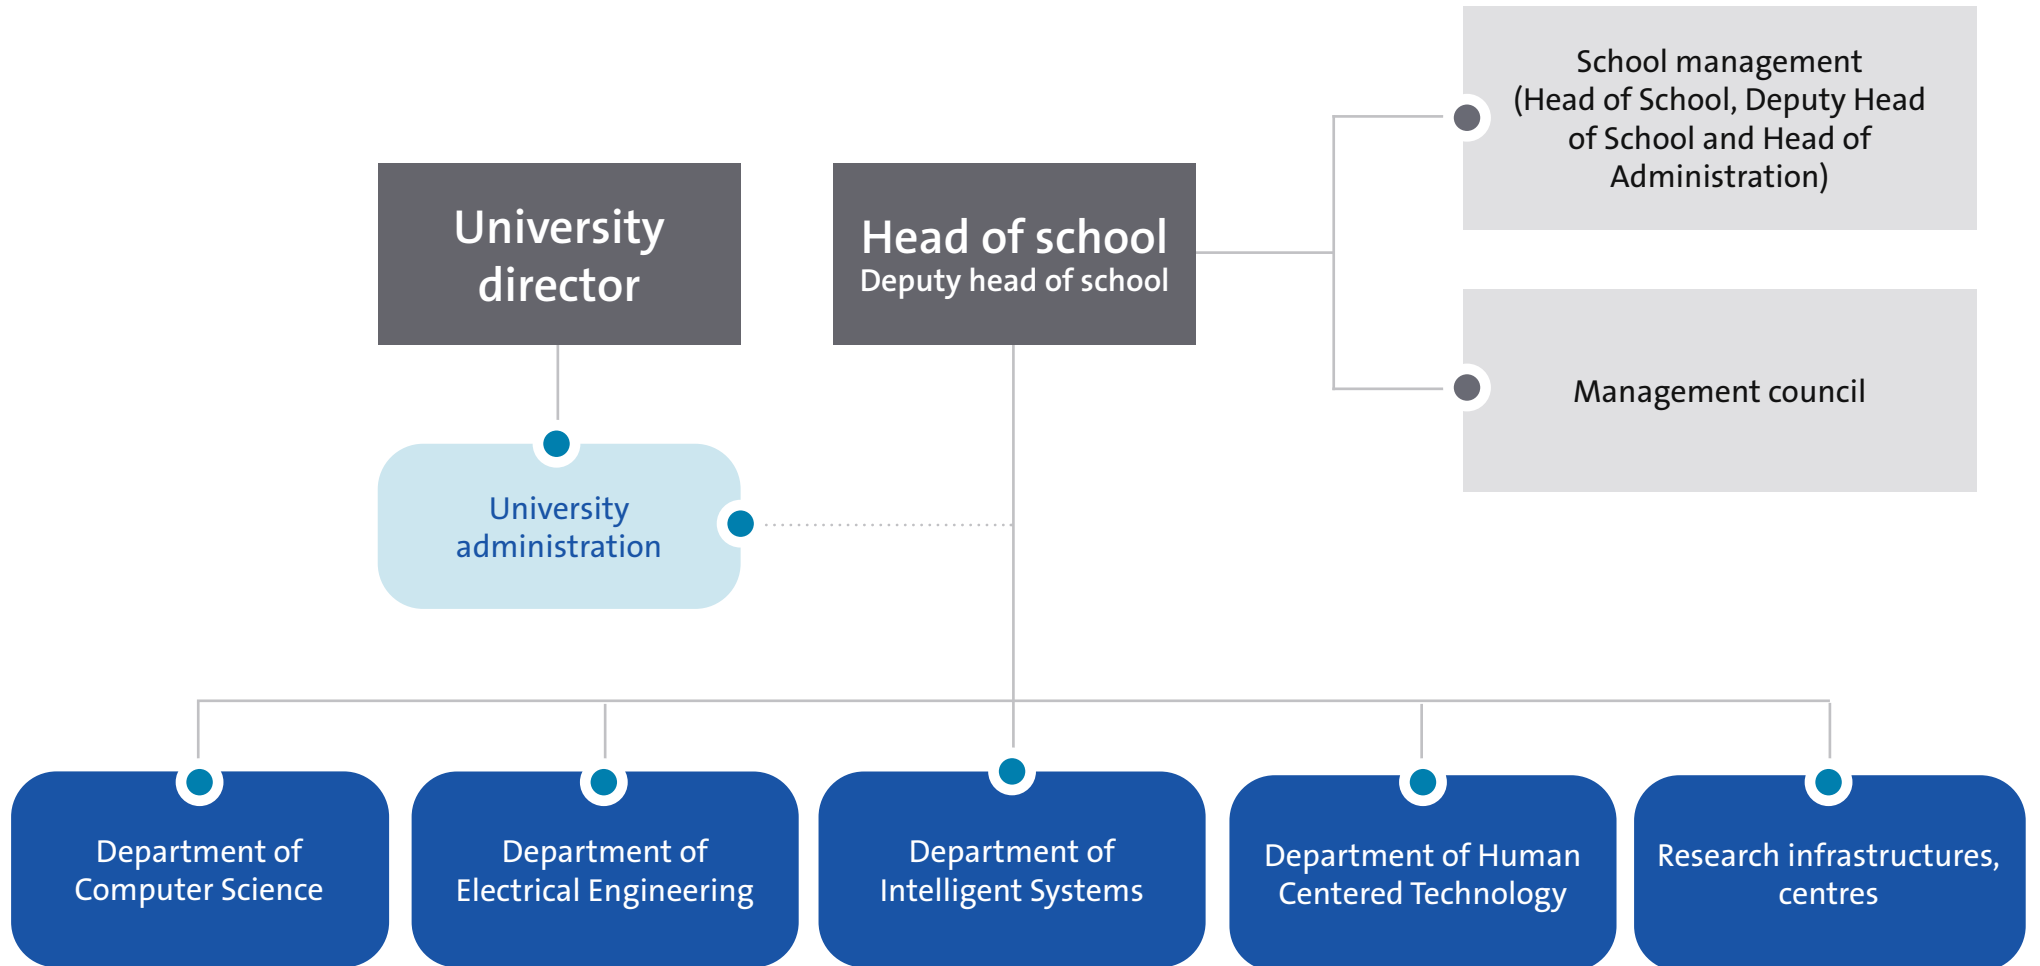 School management
(Head of School, Deputy Head
of School and Head of
Administration)
University
director
Head of school
Deputy head of school
Management council
University
administration
Department of
Computer Science
Department of
Electrical Engineering
Department of
Intelligent Systems
Department of Human
Centered Technology
Research infrastructures,
centres